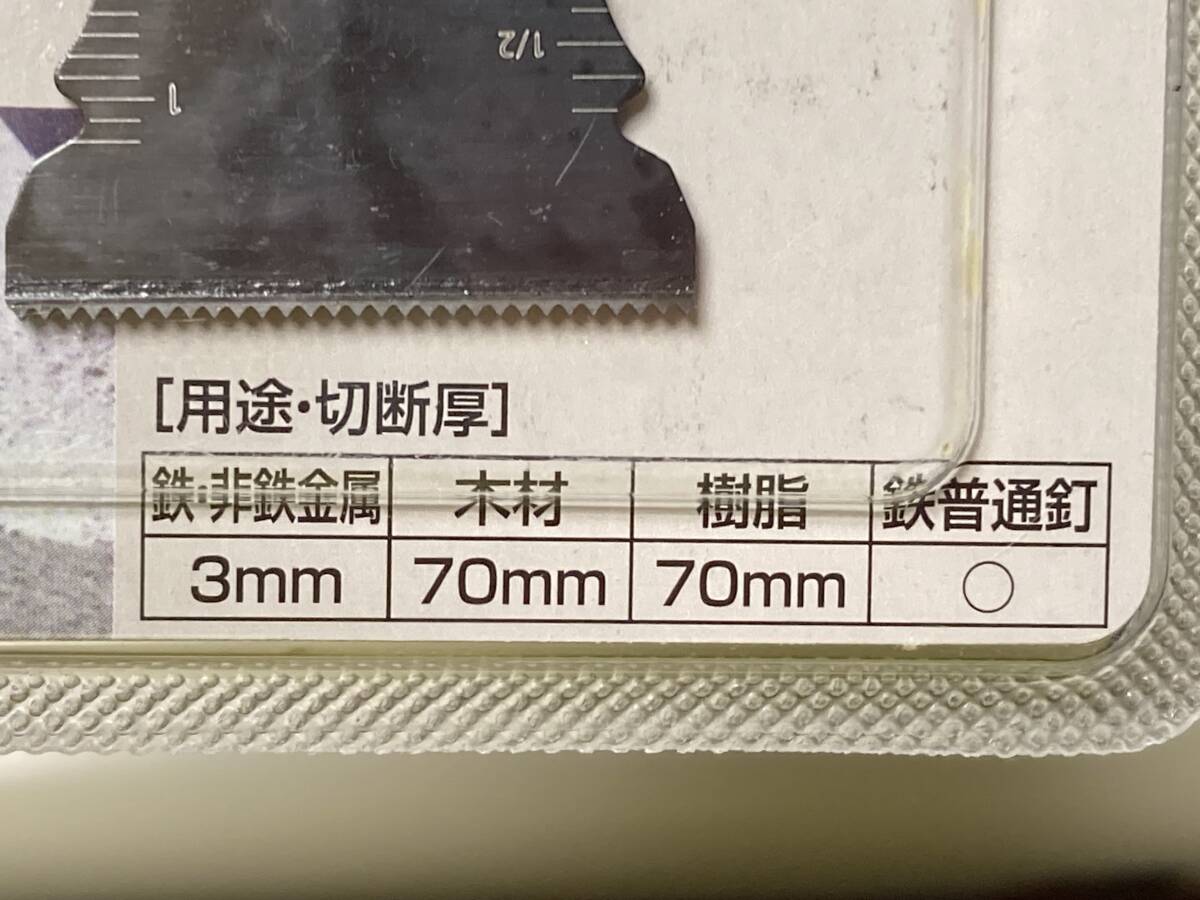 1/2
1
[用途・切断厚]
鉄・非鉄金属 木材 樹脂 鉄普通釘
3mm 70mm 70mm ○